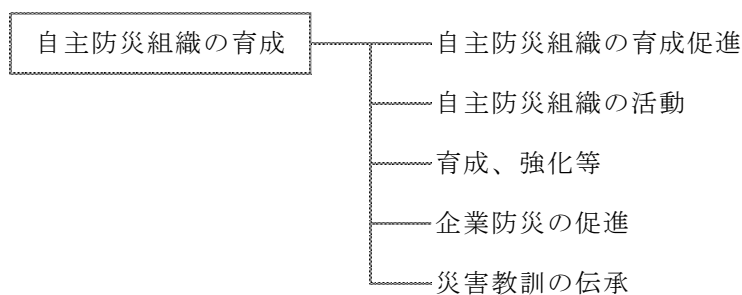 自主防災組織の育成
自主防災組織の育成促進
自主防災組織の活動
育成、強化等
企業防災の促進
災害教訓の伝承